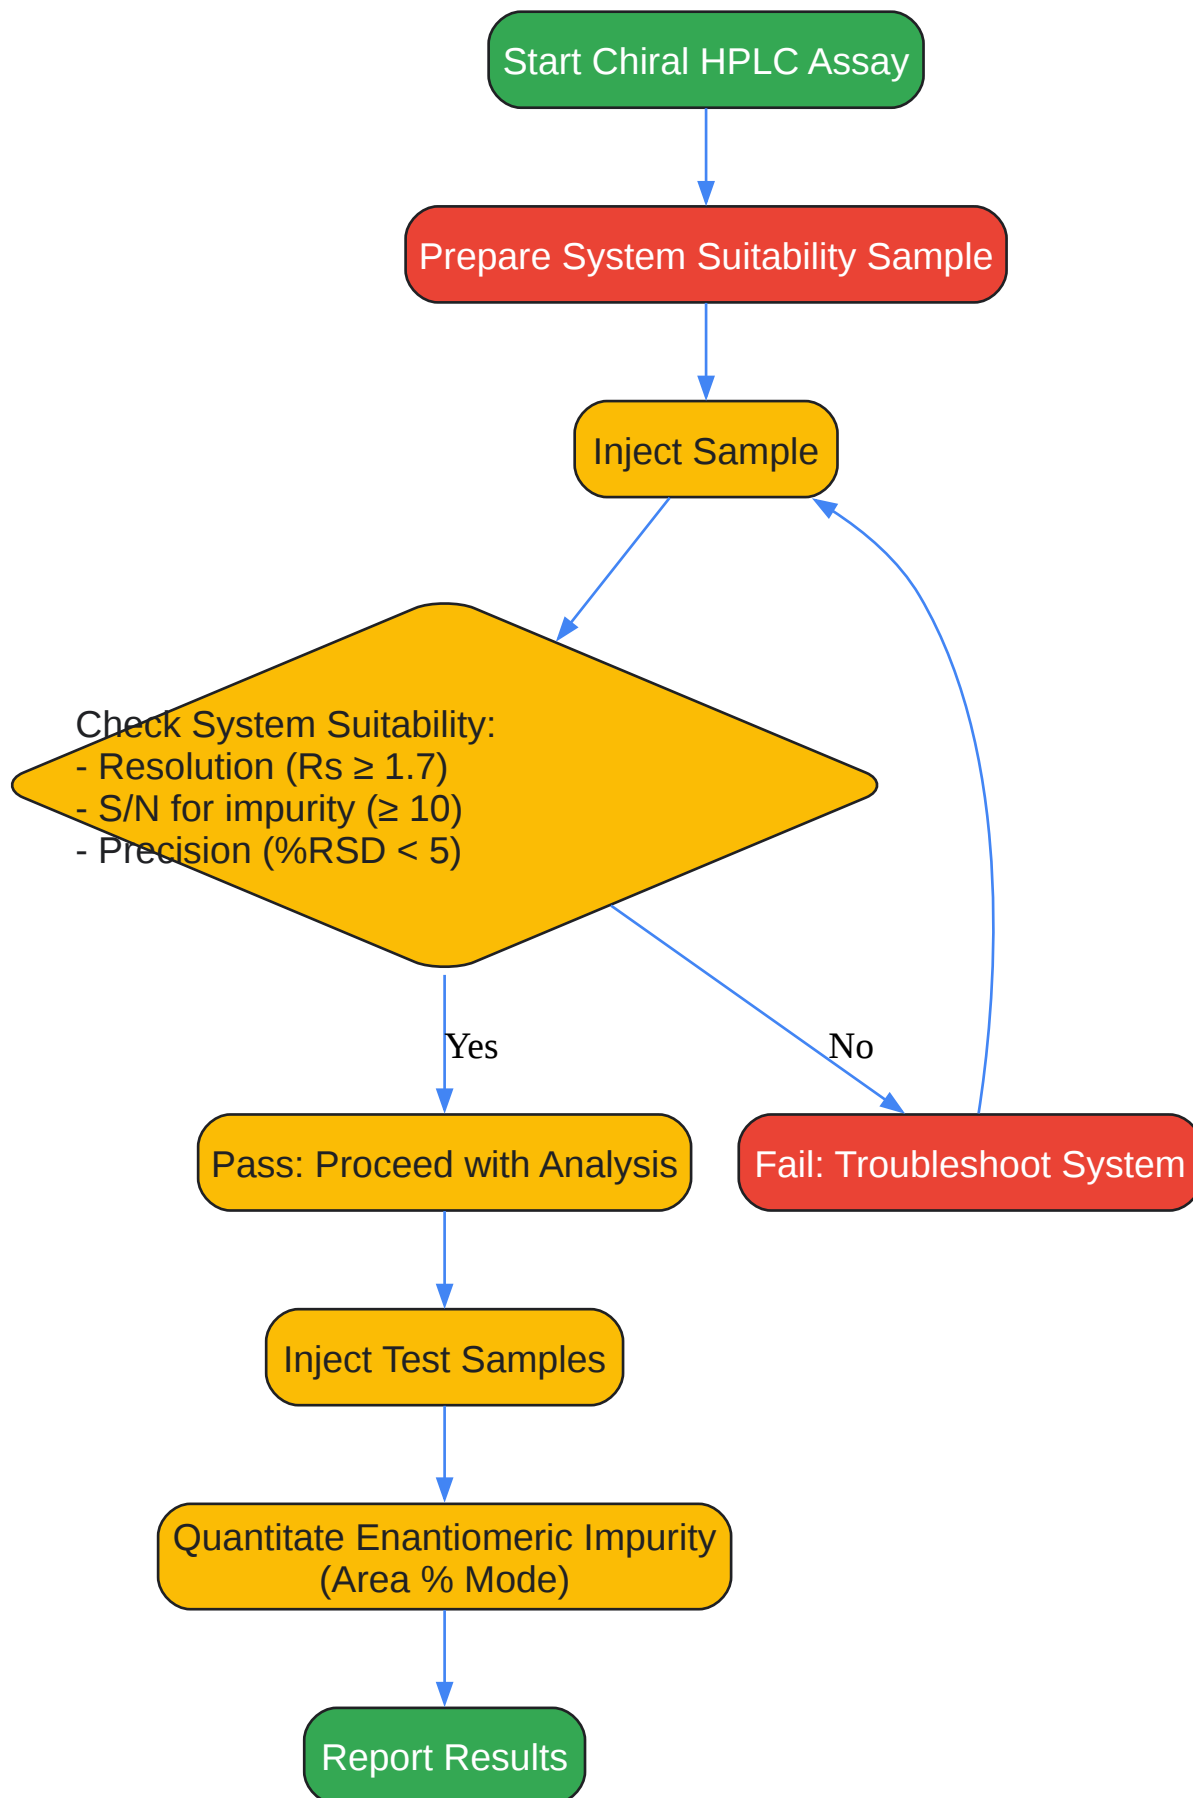 Start Chiral HPLC Assay
Prepare System Suitability Sample
Inject Sample
Check System Suitability:
- Resolution (Rs ≥ 1.7)
- S/N for impurity (≥ 10)
- Precision (%RSD < 5)
Yes
No
Pass: Proceed with Analysis
Fail: Troubleshoot System
Inject Test Samples
Quantitate Enantiomeric Impurity
(Area % Mode)
Report Results